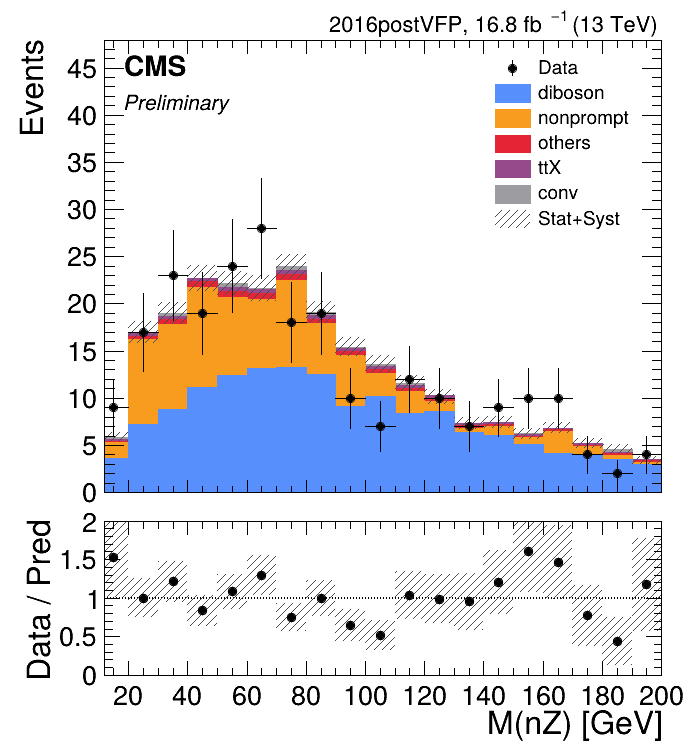 2016postVFP, 16.8 fb ⁻¹ (13 TeV)
CMS
Preliminary
Events
Data
diboson
nonprompt
others
ttX
conv
Stat+Syst
45
40
35
30
25
20
15
10
5
0
Data / Pred
2
1.5
1
0.5
0
20 40 60 80 100 120 140 160 180 200
M(nZ) [GeV]